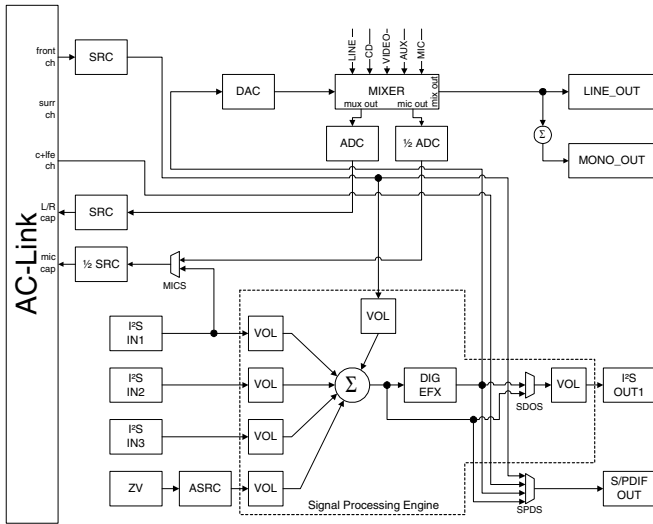 AC-Link
front
ch
surr
ch
c+lfe
ch
L/R
cap
mic
cap
SRC
SRC
½ SRC
MICS
LINE
CD
VIDEO
AUX
MIC
DAC
MIXER
mux out
mic out
mix out
ADC
½ ADC
LINE_OUT
Σ
MONO_OUT
I²S
IN1
I²S
IN2
I²S
IN3
ZV
ASRC
VOL
VOL
VOL
VOL
VOL
Σ
DIG
EFX
SDOS
VOL
I²S
OUT1
SPDS
S/PDIF
OUT
Signal Processing Engine